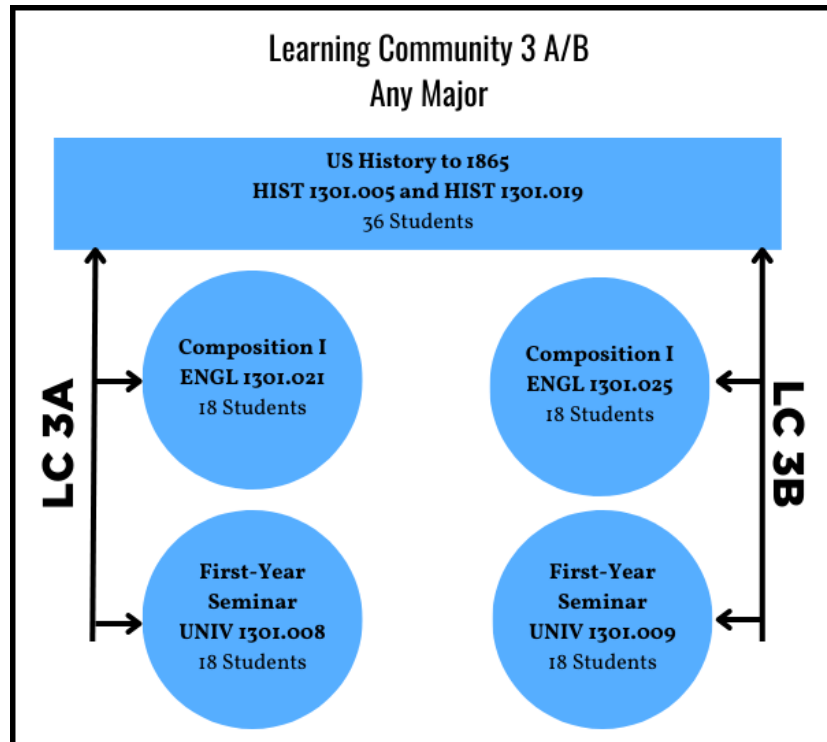 Learning Community 3 A/B
Any Major
US History to 1865
HIST 1301.005 and HIST 1301.019
36 Students
LC 3A
Composition I
ENGL 1301.021
18 Students
First-Year
Seminar
UNIV 1301.008
18 Students
Composition I
ENGL 1301.025
18 Students
First-Year
Seminar
UNIV 1301.009
18 Students
LC 3B